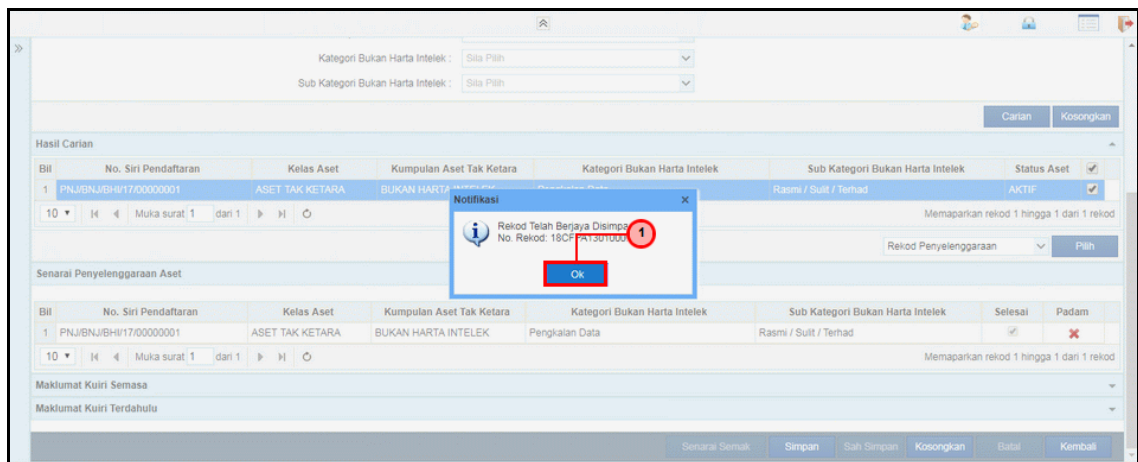 Kategori Bukan Harta Intelek : Sila Pilih
Sub Kategori Bukan Harta Intelek : Sila Pilih
Carian Kosongkan
Hasil Carian
Bil No. Siri Pendaftaran Kelas Aset Kumpulan Aset Tak Ketara Kategori Bukan Harta Intelek Sub Kategori Bukan Harta Intelek Status Aset
1 PNJ/BNJ/BHI/17/00000001 ASET TAK KETARA BUKAN HARTA INTELEK Pengkalan Data Rasmi / Sulit / Terhad AKTIF
10 Muka surat 1 dari 1 Memaparkan rekod 1 hingga 1 dari 1 rekod
Notifikasi
Rekod Telah Berjaya
No. Rekod:
1
Ok
Rekod Penyelenggaraan Pilih
Senarai Penyelenggaraan Aset
Bil No. Siri Pendaftaran Kelas Aset Kumpulan Aset Tak Ketara Kategori Bukan Harta Intelek Sub Kategori Bukan Harta Intelek Selesai Padam
1 PNJ/BNJ/BHI/17/00000001 ASET TAK KETARA BUKAN HARTA INTELEK Pengkalan Data Rasmi / Sulit / Terhad
10 Muka surat 1 dari 1 Memaparkan rekod 1 hingga 1 dari 1 rekod
Maklumat Kuiri Semasa
Maklumat Kuiri Terdahulu
Senarai Semak Simpan Sah Simpan Kosongkan Batal Kembali